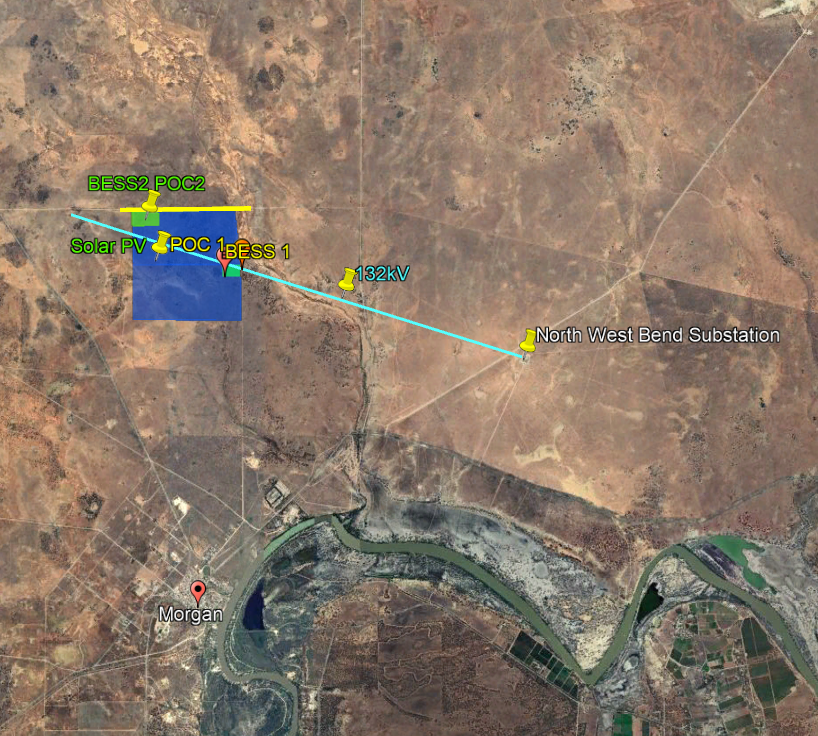 BESS2 POC2
Solar PV
POC 1
BESS 1
132kV
North West Bend Substation
Morgan